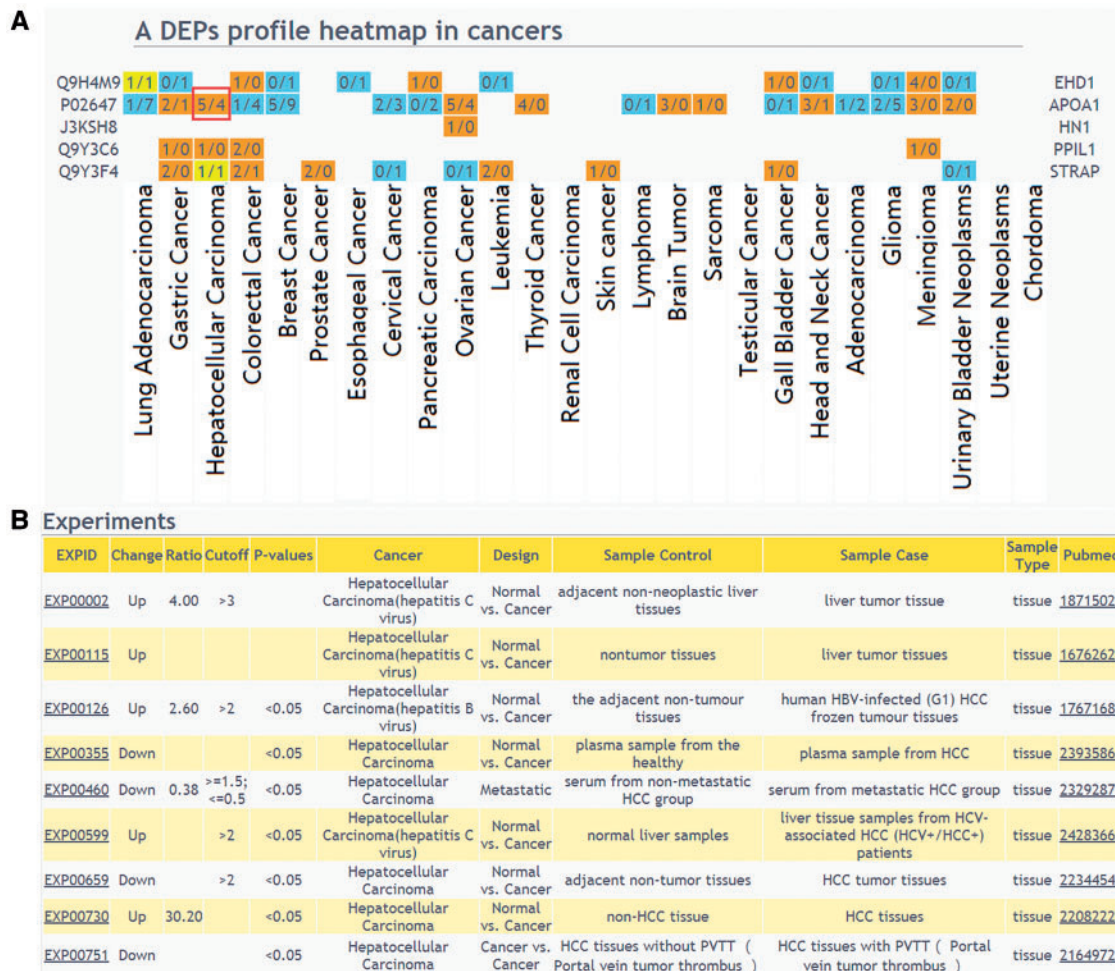 A
A DEPs profile heatmap in cancers
Q9H4M9 1/1 0/1 1/0 0/1 0/1 1/0 0/1 1/0 0/1 0/1 4/0 0/1 EHD1
P02647 1/7 2/1 5/4 1/4 5/9 2/3 0/2 5/4 4/0 0/1 3/0 1/0 0/1 3/1 1/2 2/5 3/0 2/0 APOA1
J3KSH8 1/0 HN1
Q9Y3C6 1/0 1/0 2/0 1/0 PPIL1
Q9Y3F4 2/0 1/1 2/1 2/0 0/1 0/1 2/0 1/0 1/0 0/1 STRAP
Lung Adenocarcinoma
Gastric Cancer
Hepatocellular Carcinoma
Colorectal Cancer
Breast Cancer
Prostate Cancer
Esophageal Cancer
Cervical Cancer
Pancreatic Carcinoma
Ovarian Cancer
Leukemia
Thyroid Cancer
Renal Cell Carcinoma
Skin cancer
Lymphoma
Brain Tumor
Sarcoma
Testicular Cancer
Gall Bladder Cancer
Head and Neck Cancer
Adenocarcinoma
Glioma
Meningioma
Urinary Bladder Neoplasms
Uterine Neoplasms
Chordoma
B
Experiments
EXPID Change Ratio Cutoff P-values Cancer Design Sample Control Sample Case Sample Type Pubmed
EXP00002 Up 4.00 >3 Hepatocellular Carcinoma(hepatitis C virus) Normal vs. Cancer adjacent non-neoplastic liver tissues liver tumor tissue tissue 1871502
EXP00115 Up Hepatocellular Carcinoma(hepatitis C virus) Normal vs. Cancer nontumor tissues liver tumor tissues tissue 1676262
EXP00126 Up 2.60 >2 <0.05 Hepatocellular Carcinoma(hepatitis B virus) Normal vs. Cancer the adjacent non-tumour tissues human HBV-infected (G1) HCC frozen tumour tissues tissue 1767168
EXP00355 Down <0.05 Hepatocellular Carcinoma Normal vs. Cancer plasma sample from the healthy plasma sample from HCC tissue 2393586
EXP00460 Down 0.38 >=1.5; <=0.5 <0.05 Hepatocellular Carcinoma Metastatic serum from non-metastatic HCC group serum from metastatic HCC group tissue 2329287
EXP00599 Up >2 <0.05 Hepatocellular Carcinoma(hepatitis C virus) Normal vs. Cancer normal liver samples liver tissue samples from HCV-associated HCC (HCV+/HCC+) patients tissue 2428366
EXP00659 Down >2 <0.05 Hepatocellular Carcinoma Normal vs. Cancer adjacent non-tumor tissues HCC tumor tissues tissue 2234454
EXP00730 Up 30.20 <0.05 Hepatocellular Carcinoma Normal vs. Cancer non-HCC tissue HCC tissues tissue 2208222
EXP00751 Down <0.05 Hepatocellular Carcinoma Cancer vs. Cancer HCC tissues without PVTT ( Portal vein tumor thrombus ) HCC tissues with PVTT ( Portal vein tumor thrombus ) tissue 2164972